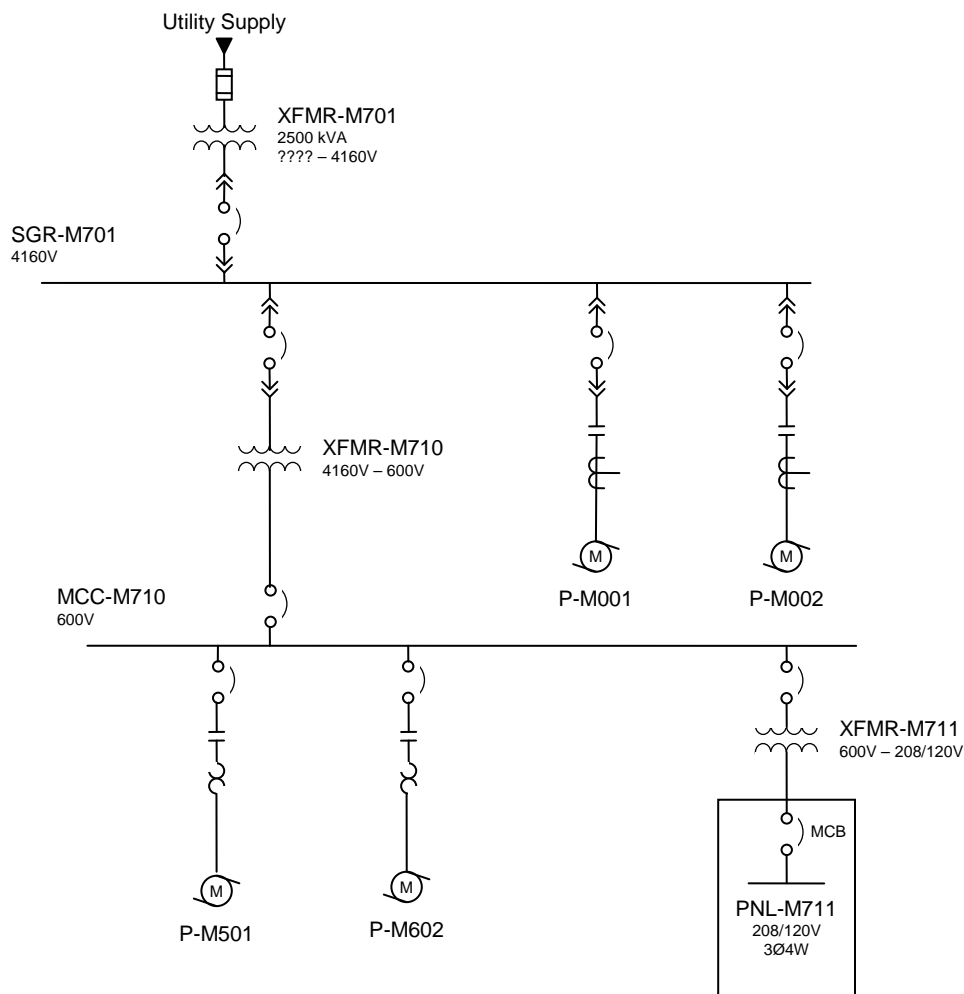 Utility Supply
XFMR-M701
2500 kVA
???? – 4160V
SGR-M701
4160V
XFMR-M710
4160V – 600V
M
M
P-M001
P-M002
MCC-M710
600V
XFMR-M711
600V – 208/120V
MCB
M
M
P-M501
P-M602
PNL-M711
208/120V
3Ø4W